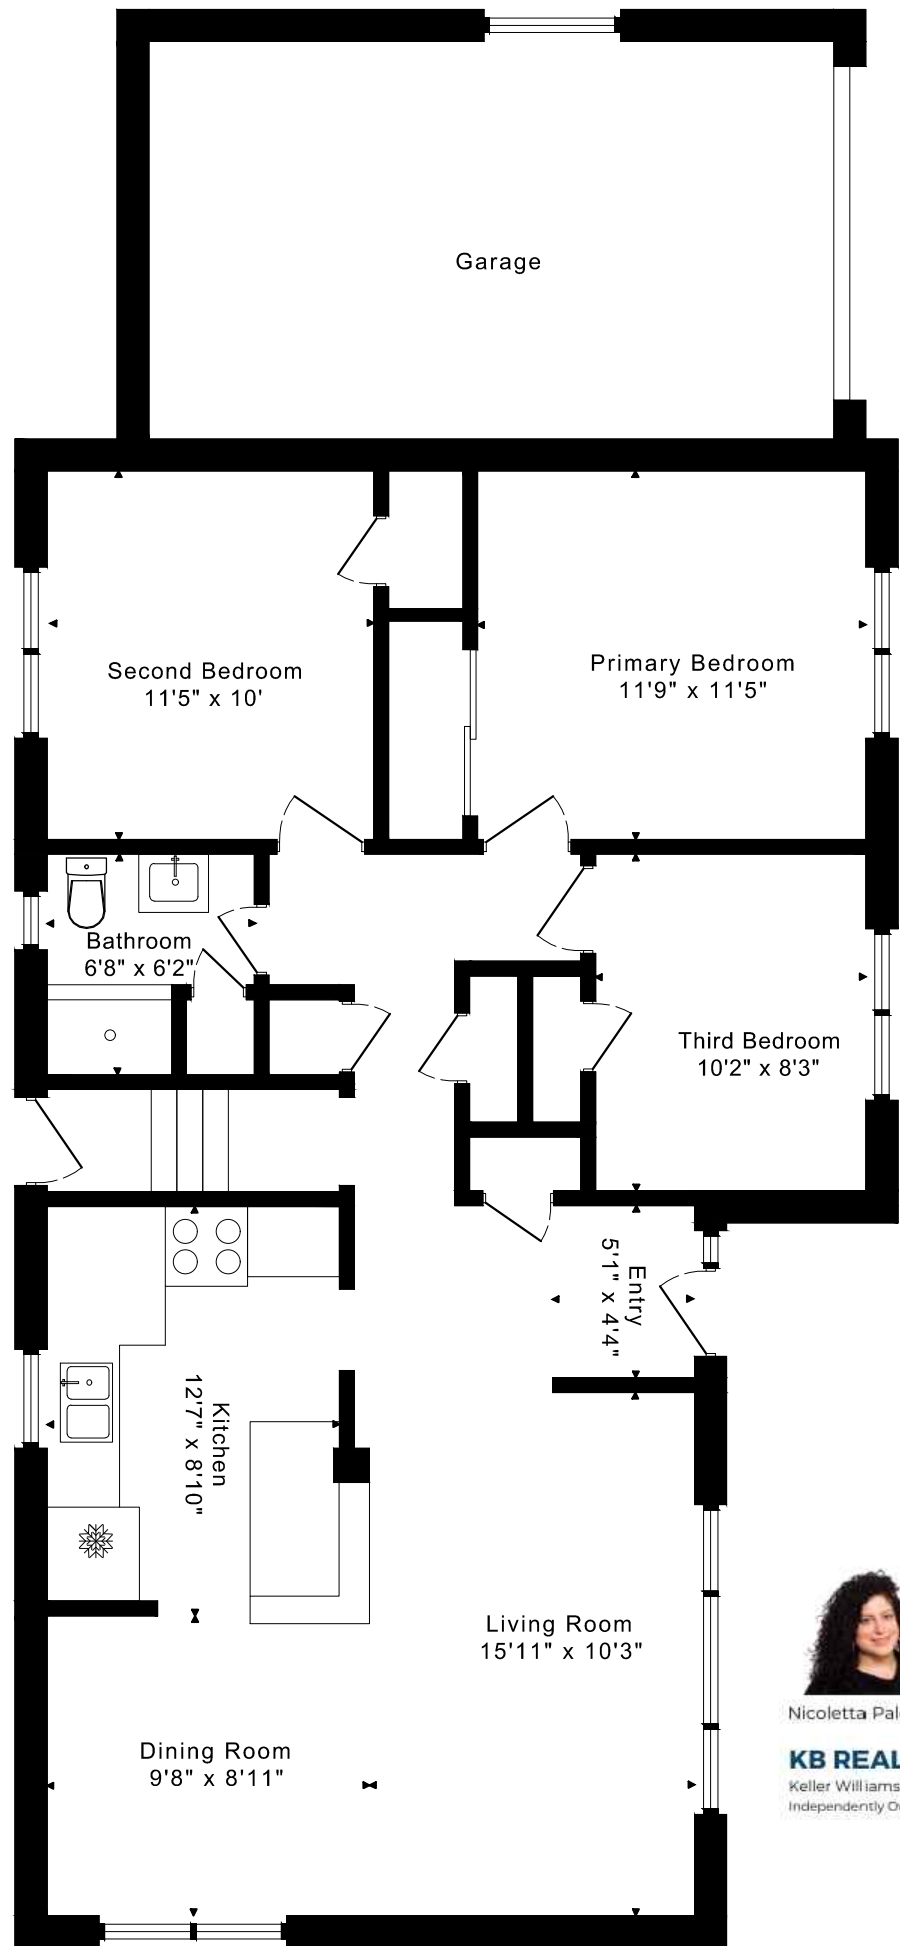 Garage
Second Bedroom
11'5" x 10'
Primary Bedroom
11'9" x 11'5"
Bathroom
6'8" x 6'2"
Third Bedroom
10'2" x 8'3"
Entry
5'1" x 4'4"
Kitchen
12'7" x 8'10"
Living Room
15'11" x 10'3"
Dining Room
9'8" x 8'11"
Nicoletta
KB
Keller Williams
Independently